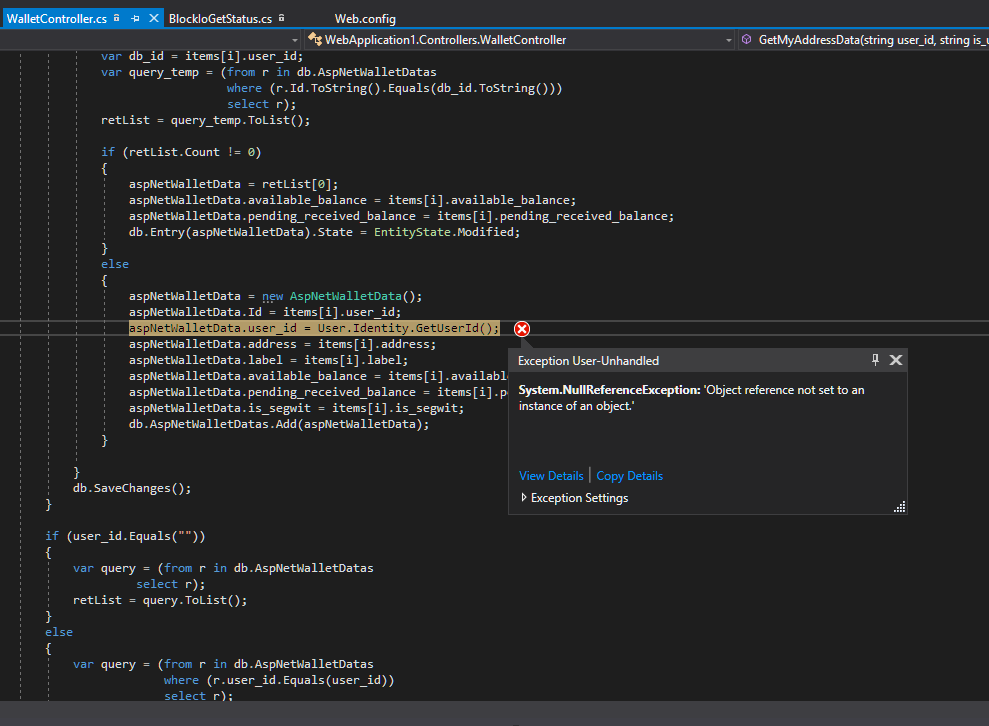 WalletController.cs BlockIoGetStatus.cs Web.config
WebApplication1.Controllers.WalletController GetMyAddressData(string user_id, string is_u
var db_id = items[i].user_id;
var query_temp = (from r in db.AspNetWalletDatas
where (r.Id.ToString().Equals(db_id.ToString()))
select r);
retList = query_temp.ToList();
if (retList.Count != 0)
{
aspNetWalletData = retList[0];
aspNetWalletData.available_balance = items[i].available_balance;
aspNetWalletData.pending_received_balance = items[i].pending_received_balance;
db.Entry(aspNetWalletData).State = EntityState.Modified;
}
else
{
aspNetWalletData = new AspNetWalletData();
aspNetWalletData.Id = items[i].user_id;
aspNetWalletData.user_id = User.Identity.GetUserId();
aspNetWalletData.address = items[i].address;
aspNetWalletData.label = items[i].label;
aspNetWalletData.available_balance = items[i].availabl
aspNetWalletData.pending_received_balance = items[i].p
aspNetWalletData.is_segwit = items[i].is_segwit;
db.AspNetWalletDatas.Add(aspNetWalletData);
}
}
db.SaveChanges();
}
Exception User-Unhandled
System.NullReferenceException: 'Object reference not set to an
instance of an object.'
View Details | Copy Details
Exception Settings
if (user_id.Equals(""))
{
var query = (from r in db.AspNetWalletDatas
select r);
retList = query.ToList();
}
else
{
var query = (from r in db.AspNetWalletDatas
where (r.user_id.Equals(user_id))
select r);